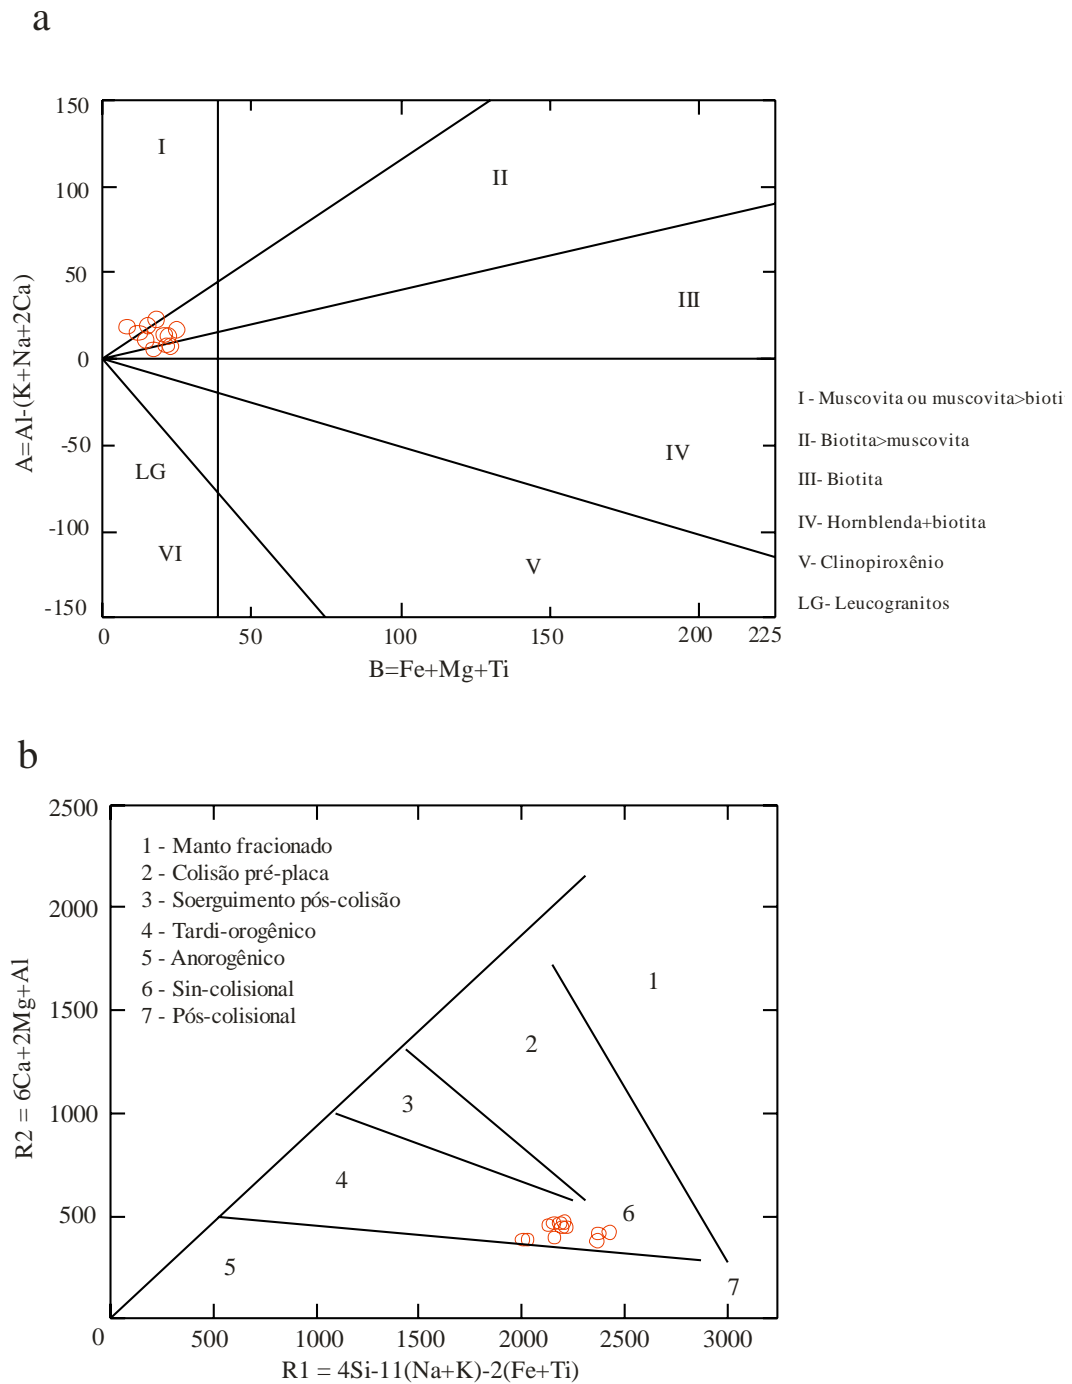 a
150
100
50
0
-50
-100
-150
A=Al-(K+Na+2Ca)
I
II
III
IV
LG
VI
V
0
50
100
150
200
225
B=Fe+Mg+Ti
I - Muscovita ou muscovita>bioti
II- Biotita>muscovita
III- Biotita
IV- Hornblenda+biotita
V- Clinopiroxênio
LG- Leucogranitos
b
2500
2000
1500
1000
500
0
R2 = 6Ca+2Mg+Al
1 - Manto fracionado
2 - Colisão pré-placa
3 - Soerguimento pós-colisão
4 - Tardi-orogênico
5 - Anorogênico
6 - Sin-colisional
7 - Pós-colisional
1
2
3
4
6
5
7
500
1000
1500
2000
2500
3000
R1 = 4Si-11(Na+K)-2(Fe+Ti)